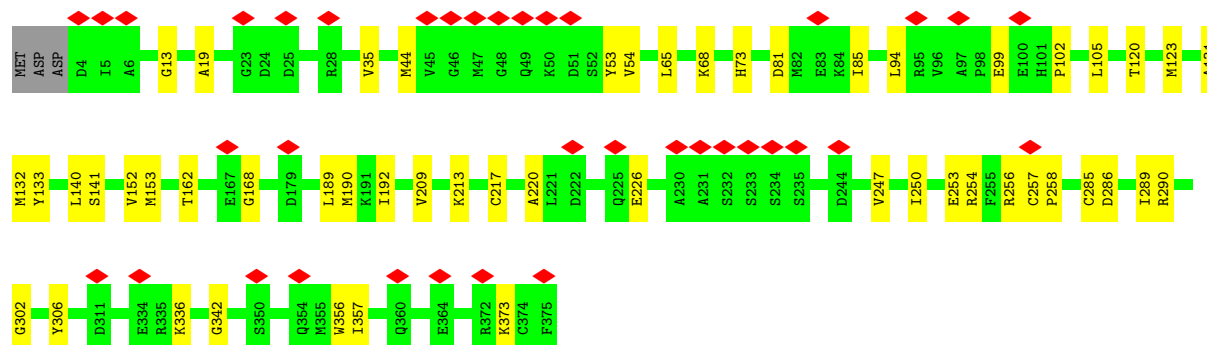 MET ASP ASP D4 I5 A6 G13 A19 G23 D24 D25 R28 V35 M44 V45 G46 M47 G48 Q49 K50 D51 S52 Y53 V54 L65 K68 H73 D81 M82 E83 K84 I85 L94 R95 V96 A97 P98 E99 E100 H101 P102 L105 T120 M123
M132 Y133 L140 S141 V152 M153 T162 E167 G168 D179 L189 M190 K191 I192 V209 K213 C217 A220 L221 D222 Q225 E226 A230 A231 S232 S233 S234 S235 D244 V247 I250 E253 R254 F255 R256 C257 P258 C285 D286 I289 R290
G302 Y306 D311 E334 R335 K336 G342 S350 Q354 M355 W356 I357 Q360 E364 R372 K373 C374 F375